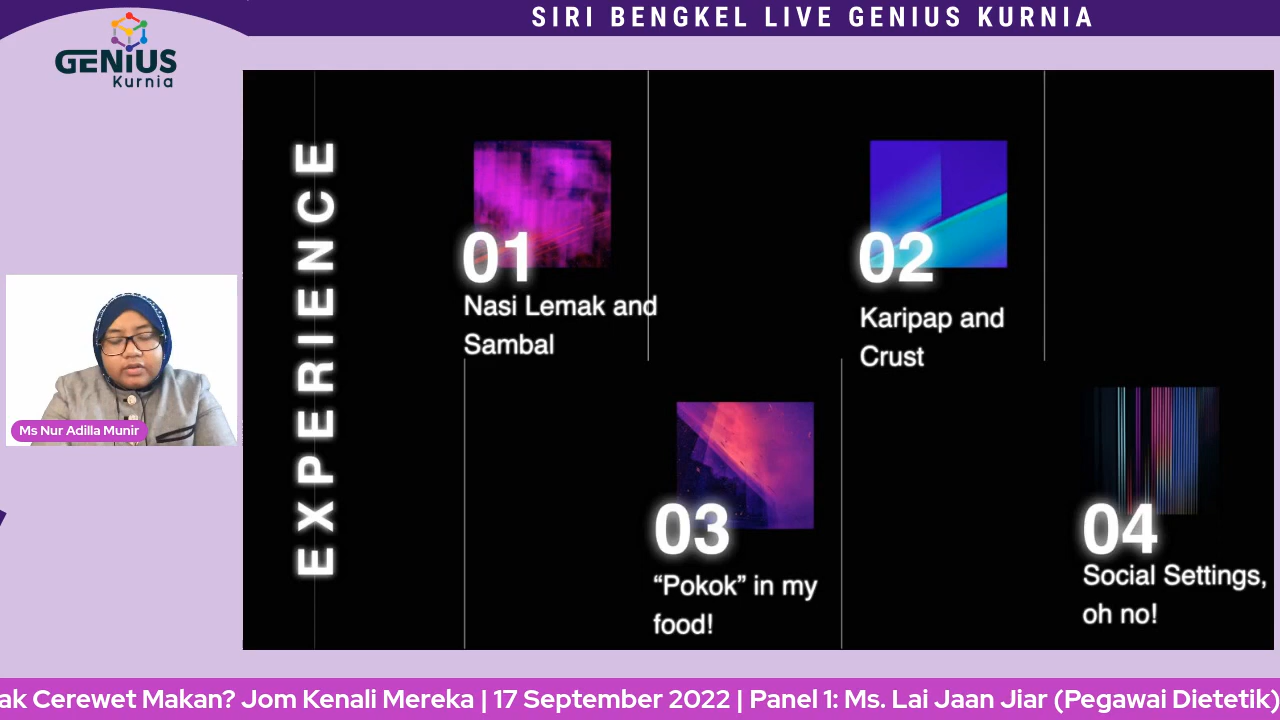 SIRI BENGKEL LIVE GENIUS KURNIA
GENiUS
Kurnia
EXPERIENCE
01
Nasi Lemak and
Sambal
02
Karipap and
Crust
03
“Pokok” in my
food!
04
Social Settings,
oh no!
Ms Nur Adilla Munir
ak Cerewet Makan? Jom Kenali Mereka | 17 September 2022 | Panel 1: Ms. Lai Jaan Jiar (Pegawai Dietetik)